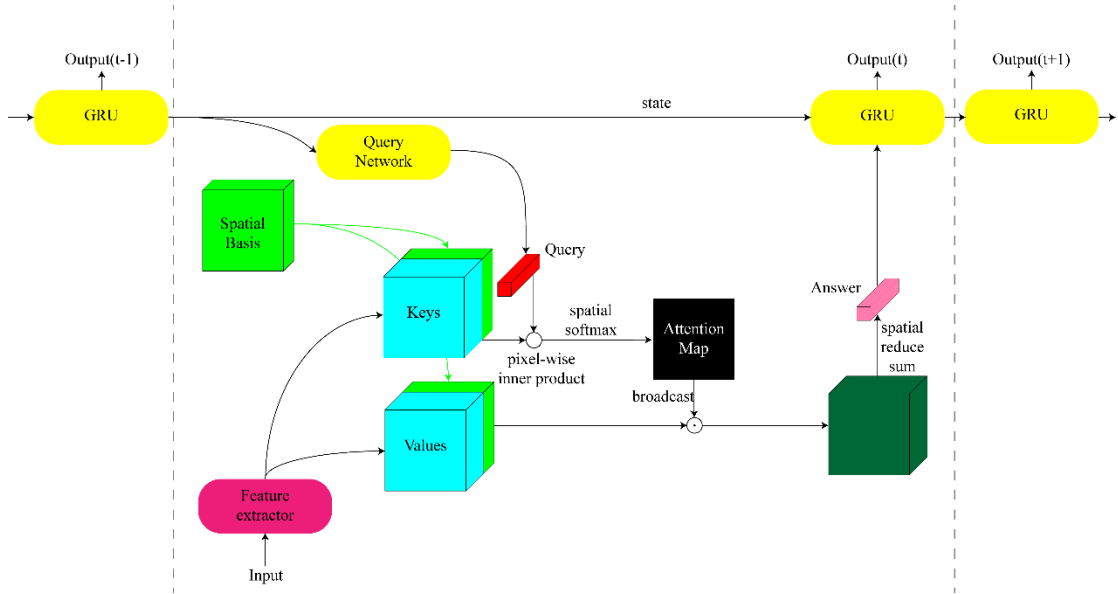 Output(t-1)
Output(t)
Output(t+1)
GRU
state
GRU
GRU
Query
Network
Spatial
Basis
Query
Keys
spatial
softmax
Attention
Map
Answer
pixel-wise
inner product
spatial
reduce
sum
broadcast
Values
Feature
extractor
Input